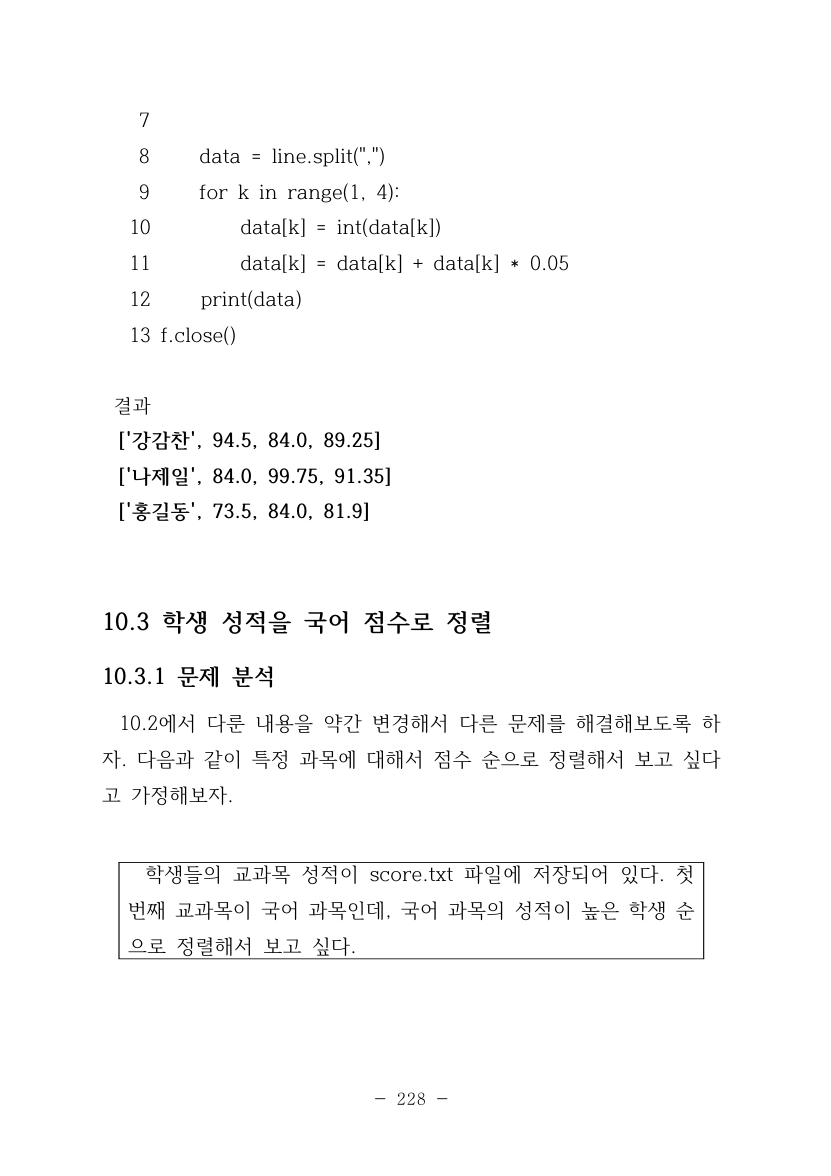 7
8 data = line.split(",")
9 for k in range(1, 4):
10 data[k] = int(data[k])
11 data[k] = data[k] + data[k] * 0.05
12 print(data)
13 f.close()
결과
['강감찬', 94.5, 84.0, 89.25]
['나제일', 84.0, 99.75, 91.35]
['홍길동', 73.5, 84.0, 81.9]
10.3 학생 성적을 국어 점수로 정렬
10.3.1 문제 분석
10.2에서 다룬 내용을 약간 변경해서 다른 문제를 해결해보도록 하
자. 다음과 같이 특정 과목에 대해서 점수 순으로 정렬해서 보고 싶다
고 가정해보자.
학생들의 교과목 성적이 score.txt 파일에 저장되어 있다. 첫
번째 교과목이 국어 과목인데, 국어 과목의 성적이 높은 학생 순
으로 정렬해서 보고 싶다.
- 228 -